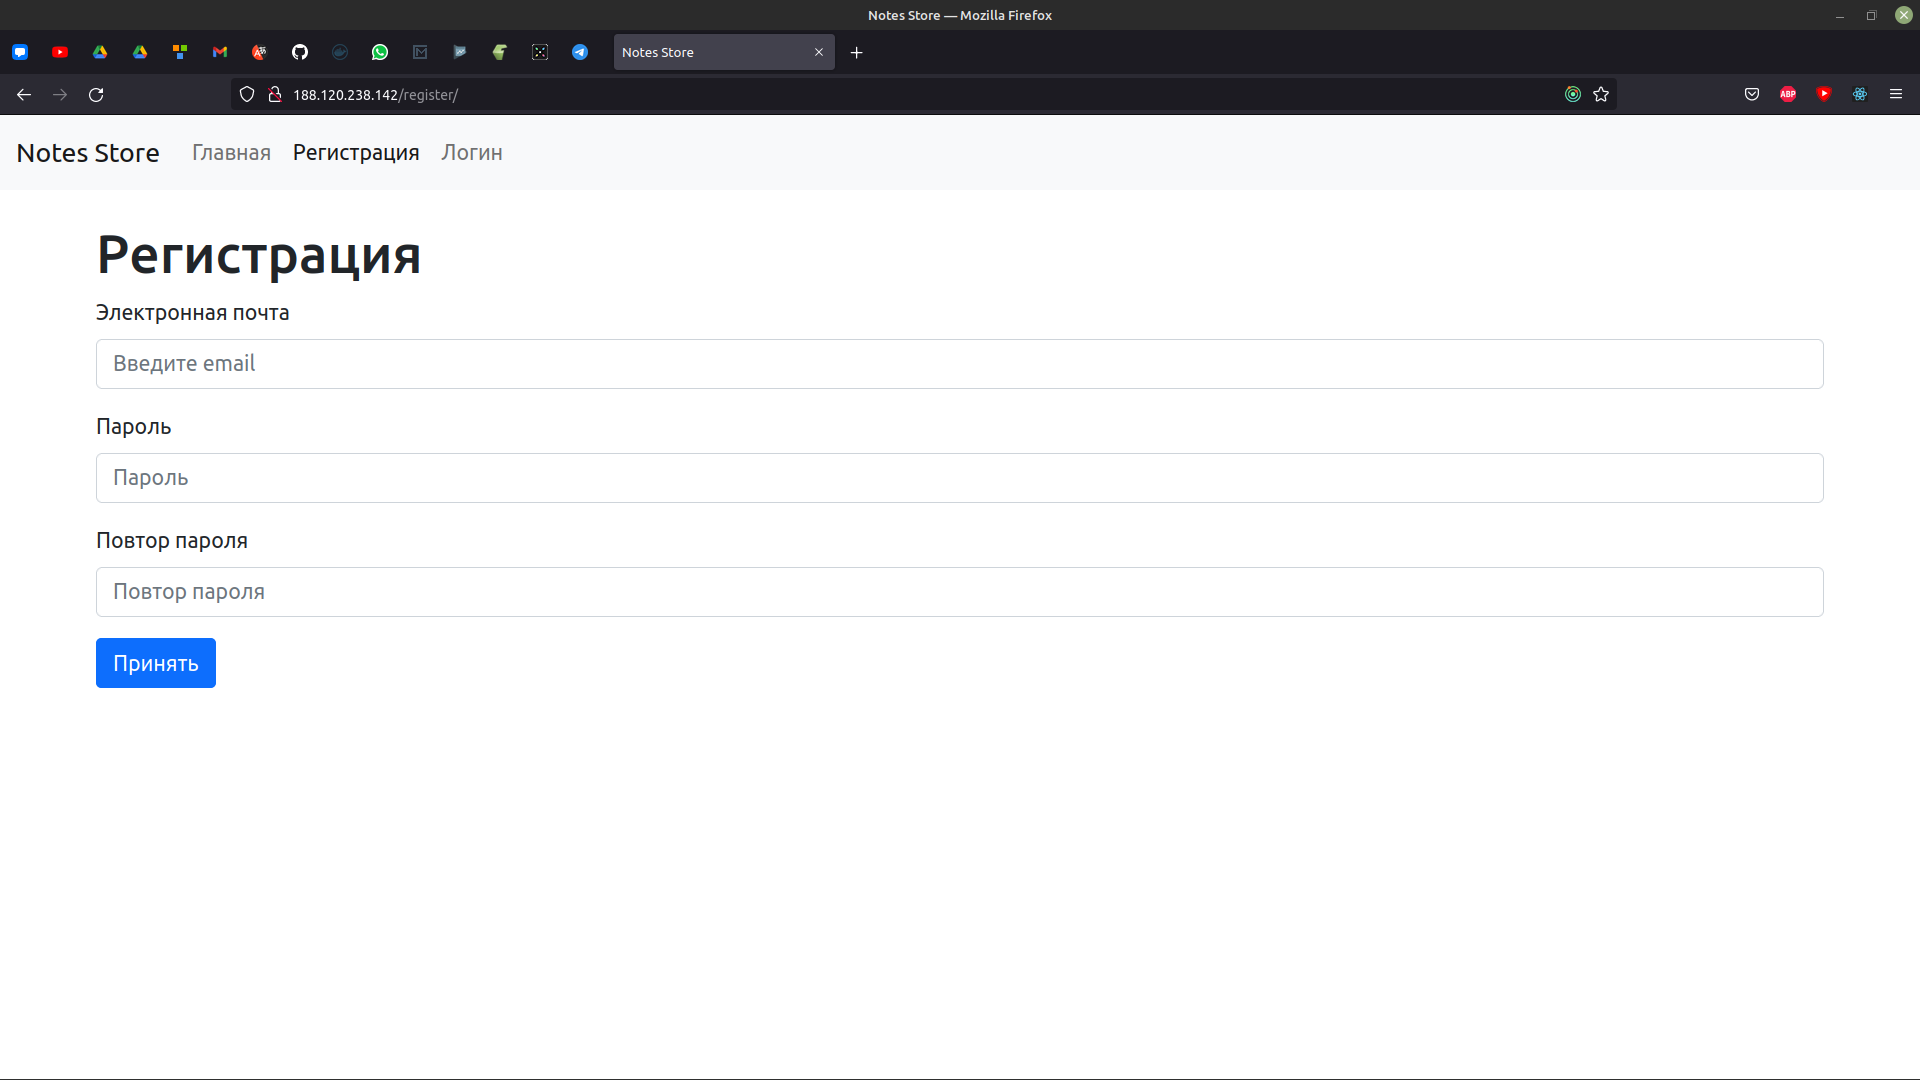 Notes Store — Mozilla Firefox
Notes Store
188.120.238.142/register/
ABP
Notes Store Главная Регистрация Логин
Регистрация
Электронная почта
Введите email
Пароль
Пароль
Повтор пароля
Повтор пароля
Принять